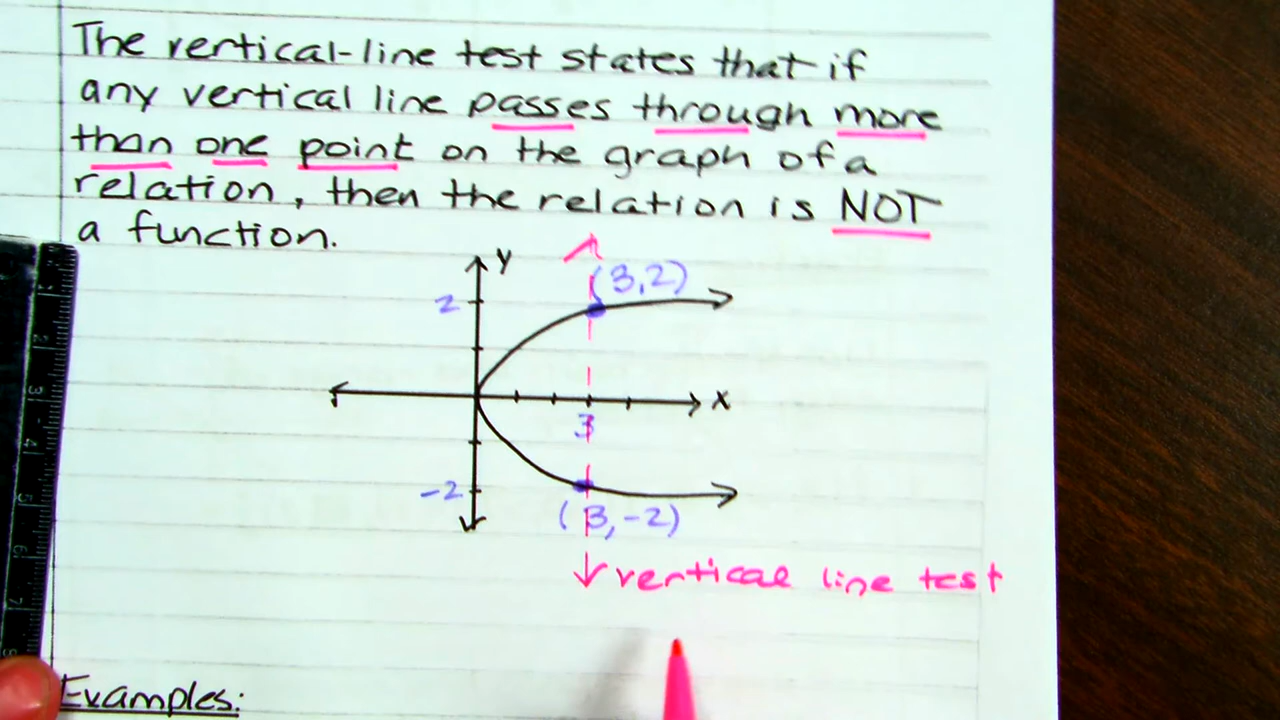 The vertical-line test states that if
any vertical line passes through more
than one point on the graph of a
relation, then the relation is NOT
a function.
y
(3,2)
2
x
3
-2
(3,-2)
vertical line test
Examples: